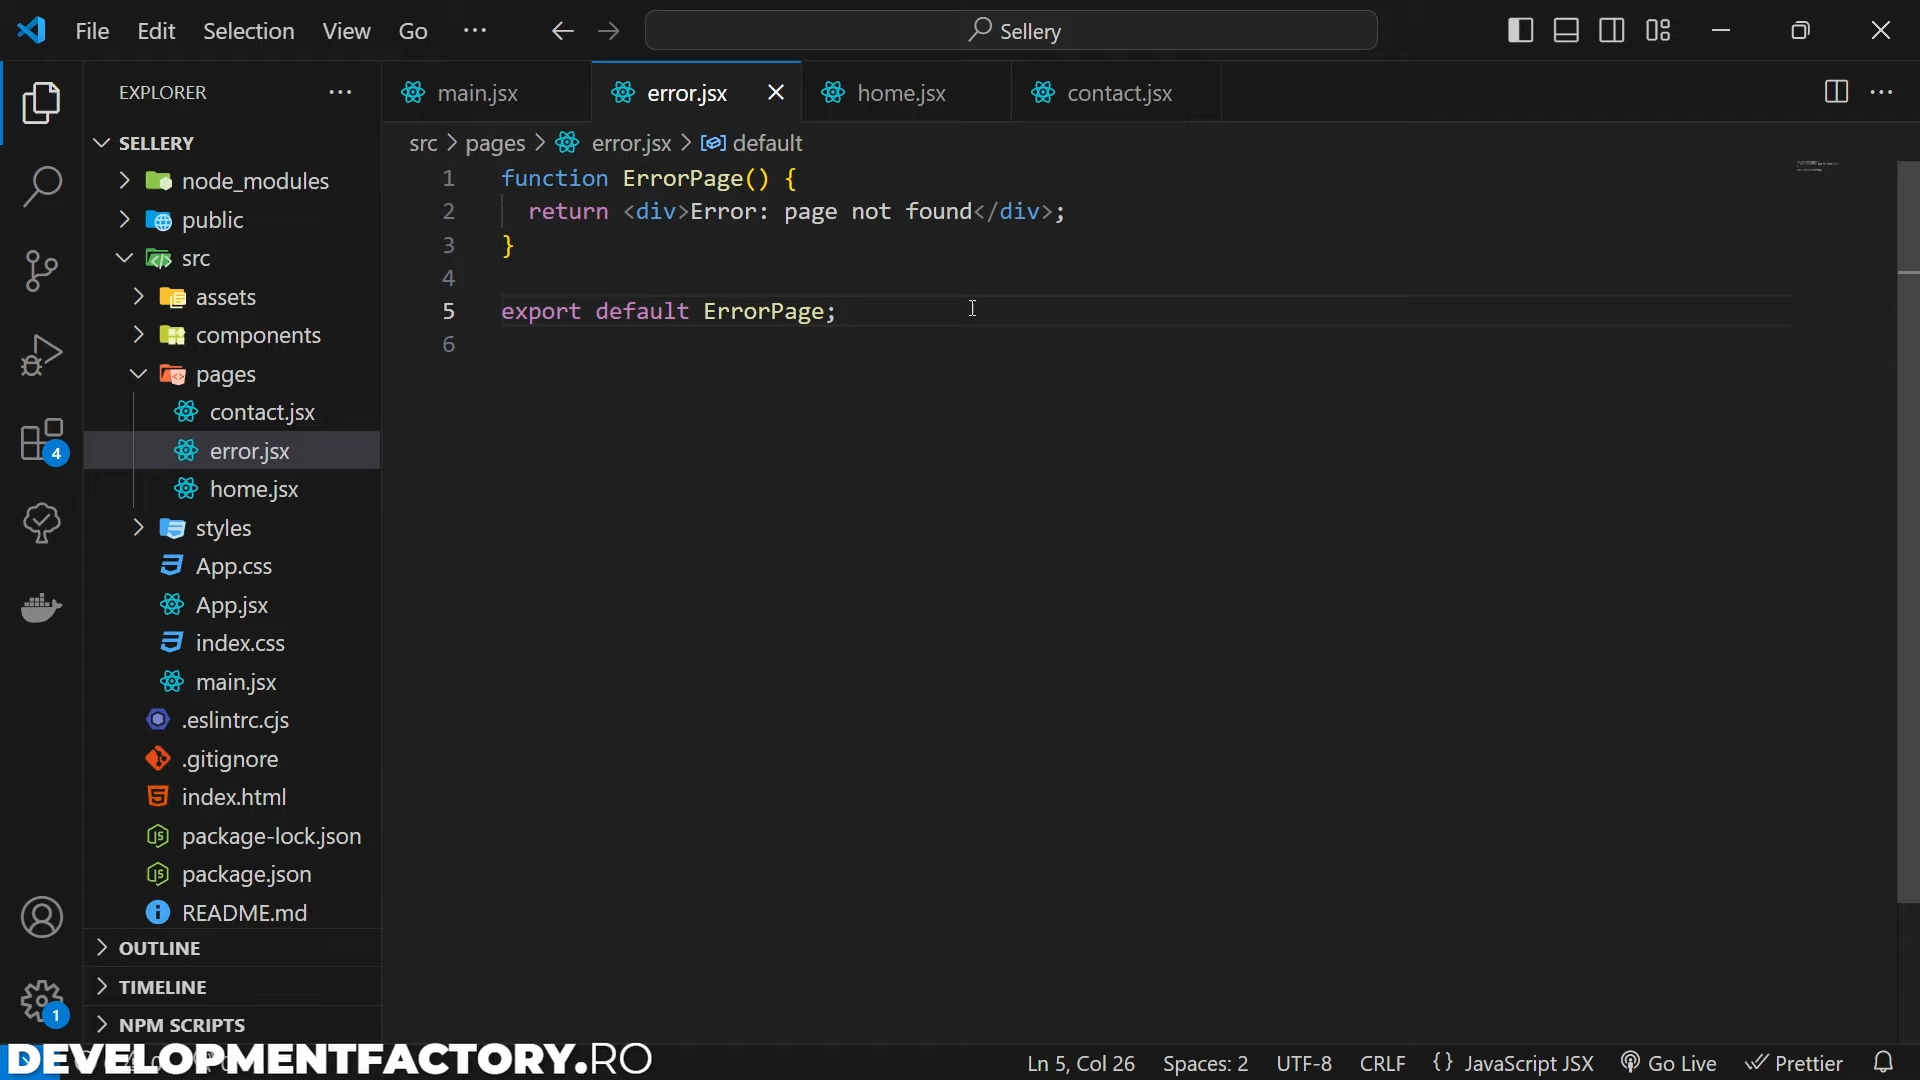 File Edit Selection View Go ··· Sellery
EXPLORER ···
main.jsx error.jsx home.jsx contact.jsx ···
SELLERY
src > pages > error.jsx > default
node_modules
public
src
assets
components
pages
contact.jsx
error.jsx
home.jsx
styles
App.css
App.jsx
index.css
main.jsx
.eslintrc.cjs
.gitignore
index.html
package-lock.json
package.json
README.md
OUTLINE
TIMELINE
NPM SCRIPTS
4
1
1 function ErrorPage() {
2 return <div>Error: page not found</div>;
3 }
4
5 export default ErrorPage;
6
DEVELOPMENTFACTORY.RO
Ln 5, Col 26 Spaces: 2 UTF-8 CRLF {} JavaScript JSX Go Live Prettier